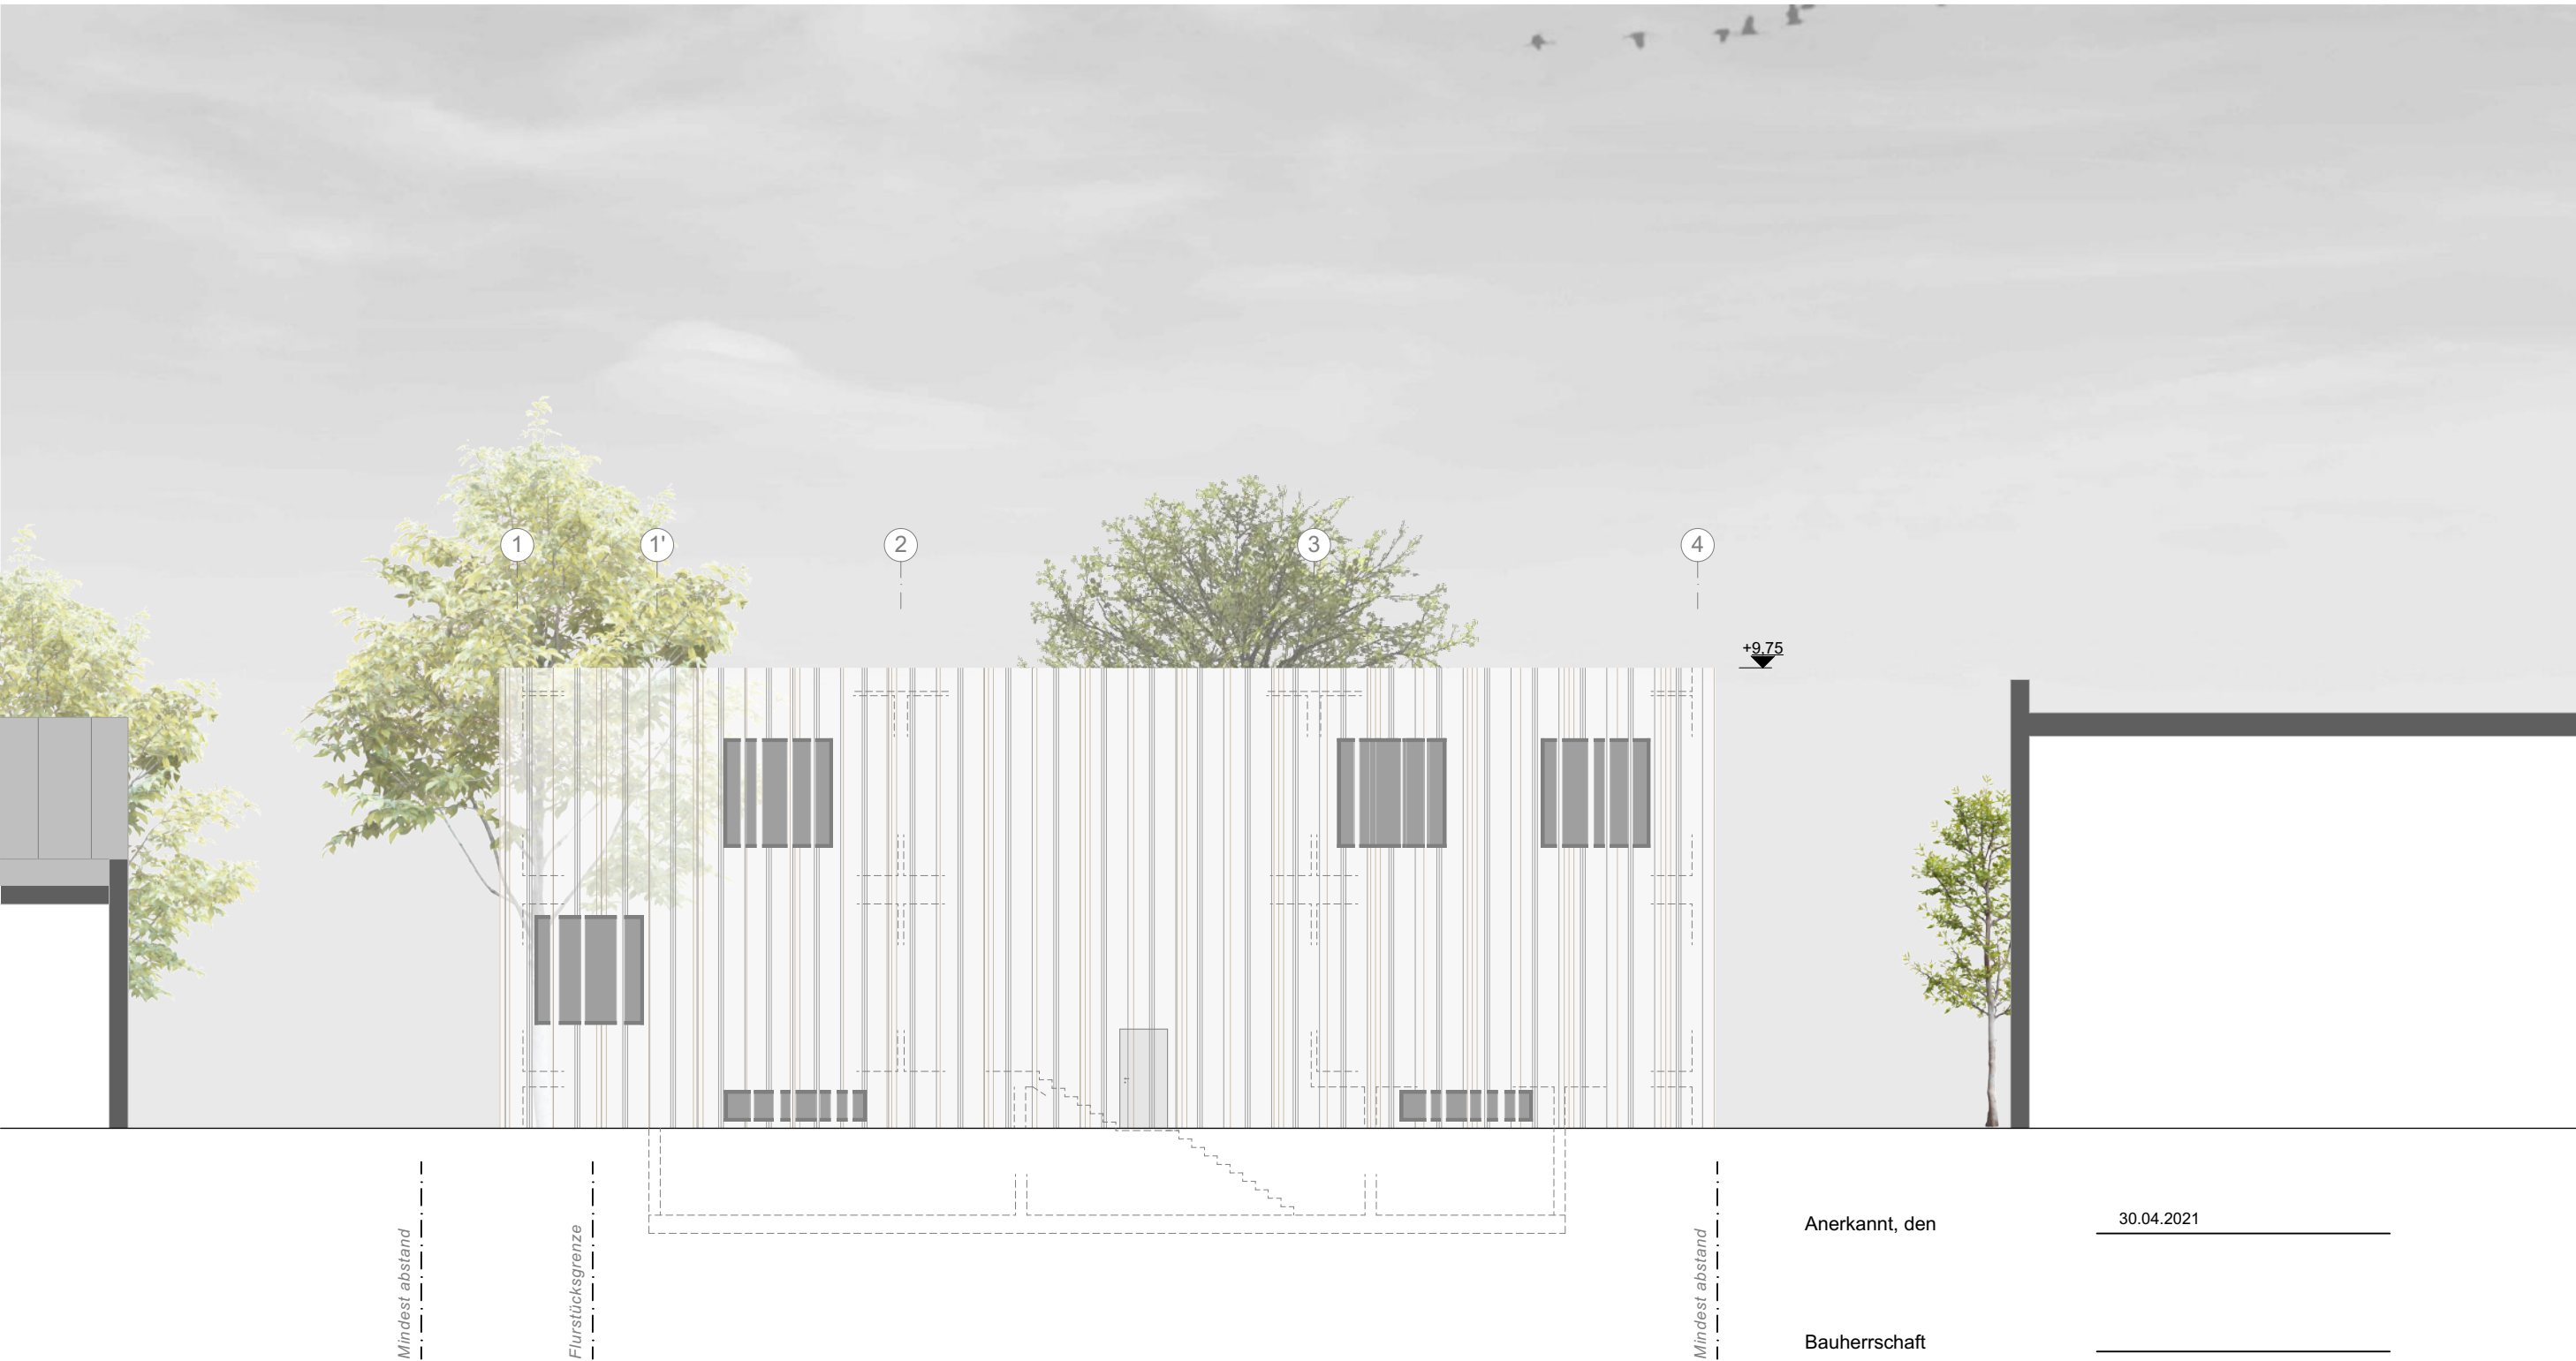 1
1'
2
3
4
+9,75
Mindest abstand
Flurstücksgrenze
Mindest abstand
Anerkannt, den
30.04.2021
Bauherrschaft